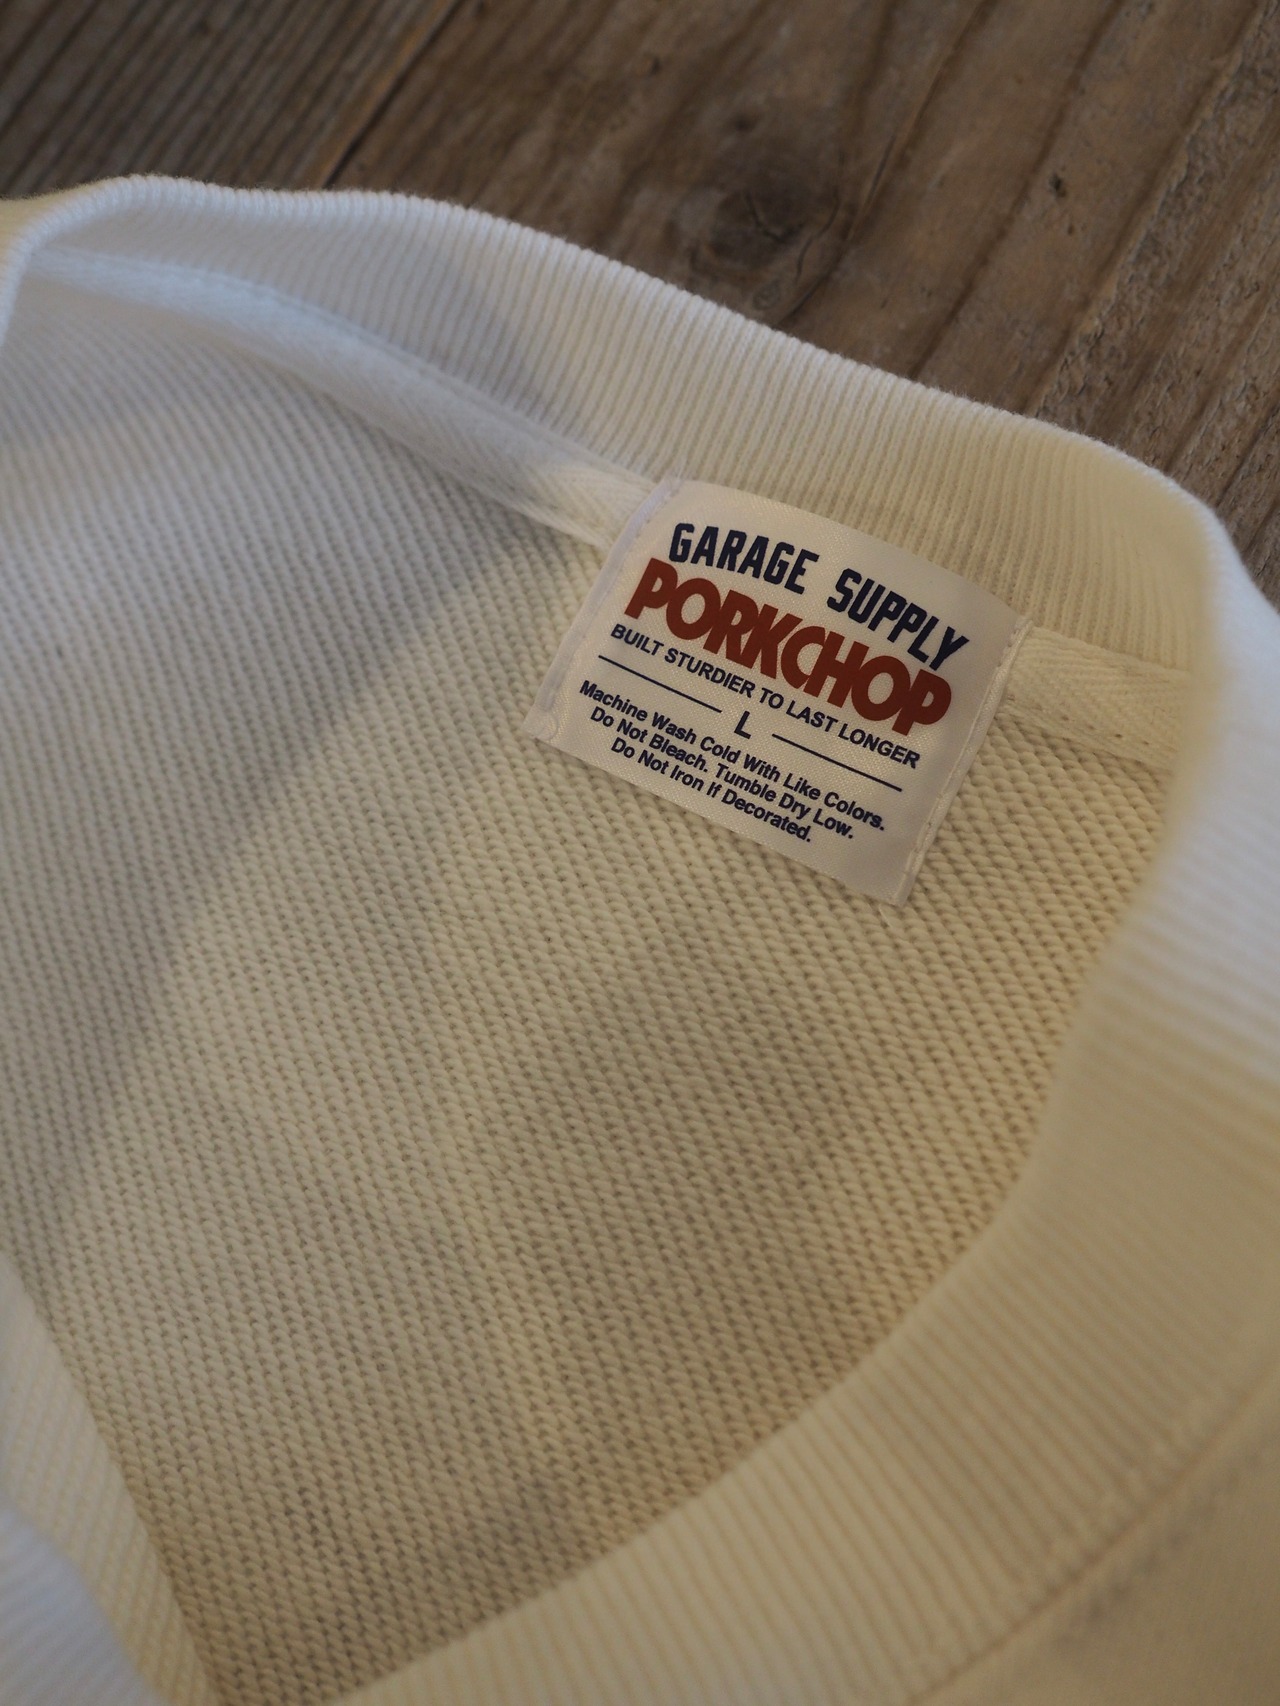 GARAGE SUPPLY
PORKCHOP
BUILT STURDIER TO LAST LONGER
L
Machine Wash Cold With Like Colors.
Do Not Bleach. Tumble Dry Low.
Do Not Iron If Decorated.